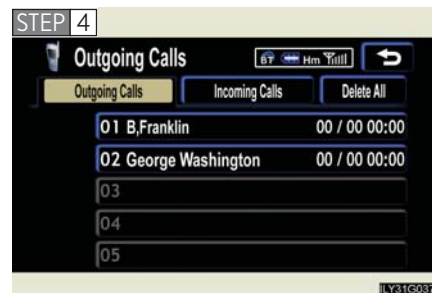 STEP 4
Outgoing Calls BT Hm
Outgoing Calls Incoming Calls Delete All
01 B,Franklin 00 / 00 00:00
02 George Washington 00 / 00 00:00
03
04
05
ILY31G037